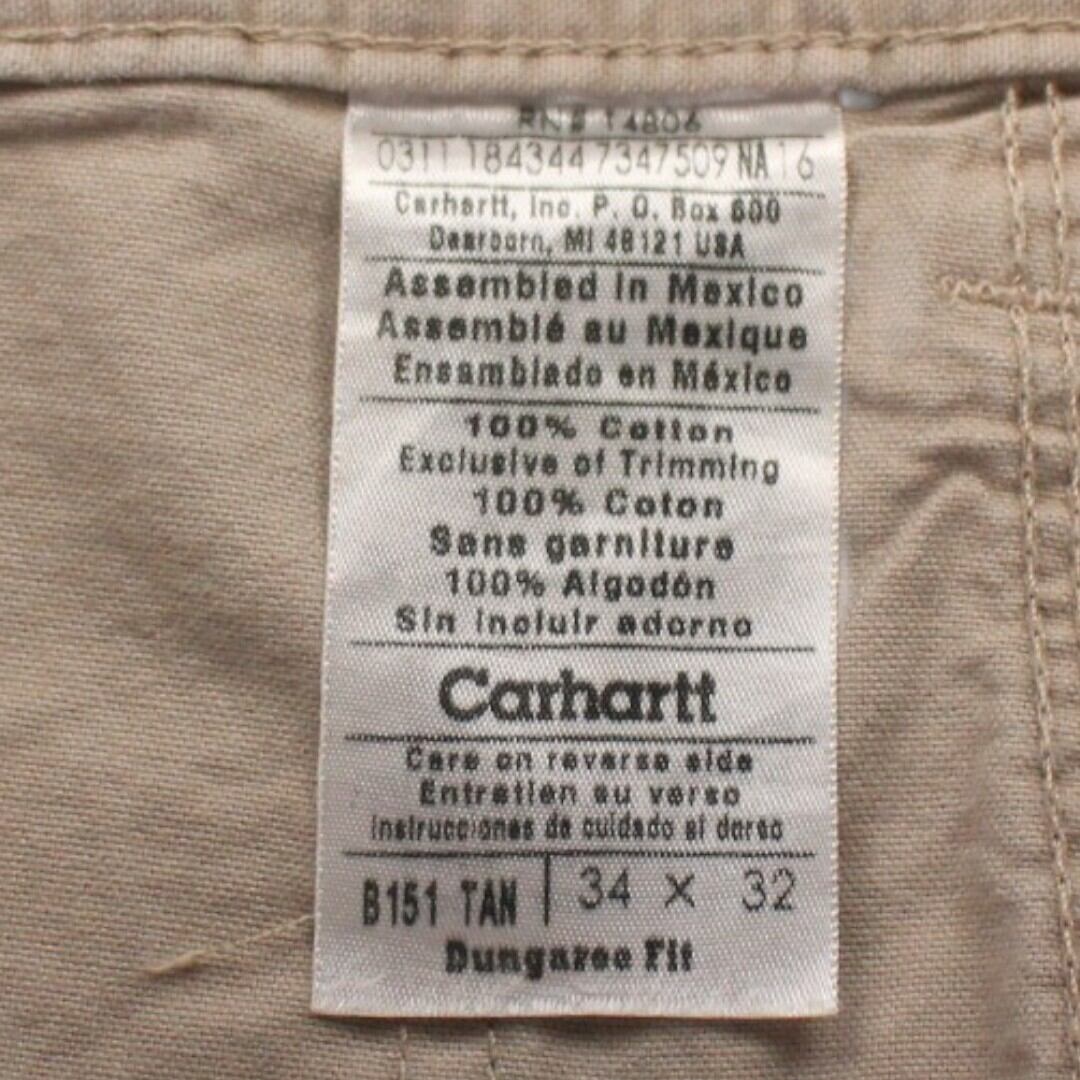 RN# 14806
0311 184344 7347509 NA 16
Carhartt, Inc. P. O. Box 600
Dearborn, MI 48121 USA
Assembled in Mexico
Assemblé au Mexique
Ensamblado en México
100% Cotton
Exclusive of Trimming
100% Coton
Sans garniture
100% Algodón
Sin incluir adorno
Carhartt
Care on reverse side
Entretien au verso
Instrucciones de cuidado al dorso
B151 TAN 34 x 32
Dungaree Fit